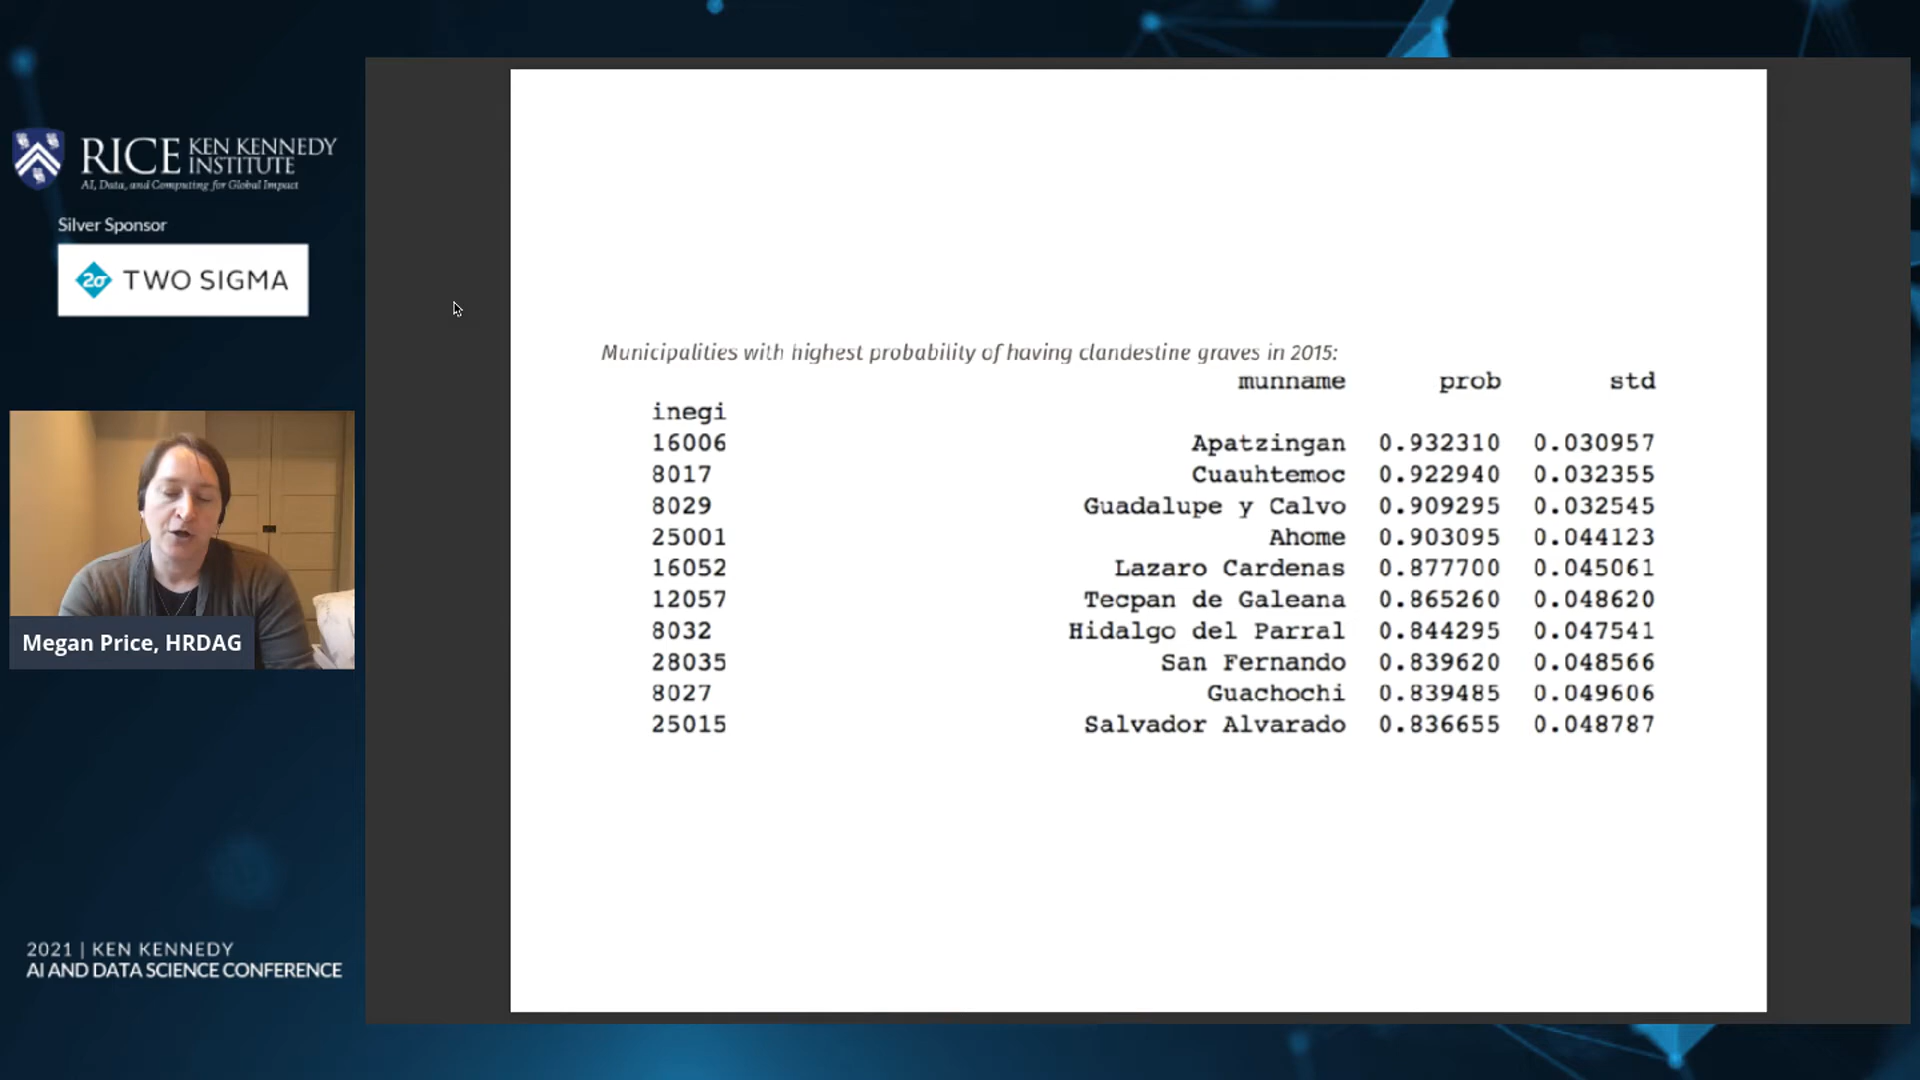 RICE KEN KENNEDY INSTITUTE
AI, Data, and Computing for Global Impact
Silver Sponsor
2σ TWO SIGMA
Megan Price, HRDAG
2021 | KEN KENNEDY
AI AND DATA SCIENCE CONFERENCE
Municipalities with highest probability of having clandestine graves in 2015:
munname prob std
inegi
16006 Apatzingan 0.932310 0.030957
8017 Cuauhtemoc 0.922940 0.032355
8029 Guadalupe y Calvo 0.909295 0.032545
25001 Ahome 0.903095 0.044123
16052 Lazaro Cardenas 0.877700 0.045061
12057 Tecpan de Galeana 0.865260 0.048620
8032 Hidalgo del Parral 0.844295 0.047541
28035 San Fernando 0.839620 0.048566
8027 Guachochi 0.839485 0.049606
25015 Salvador Alvarado 0.836655 0.048787